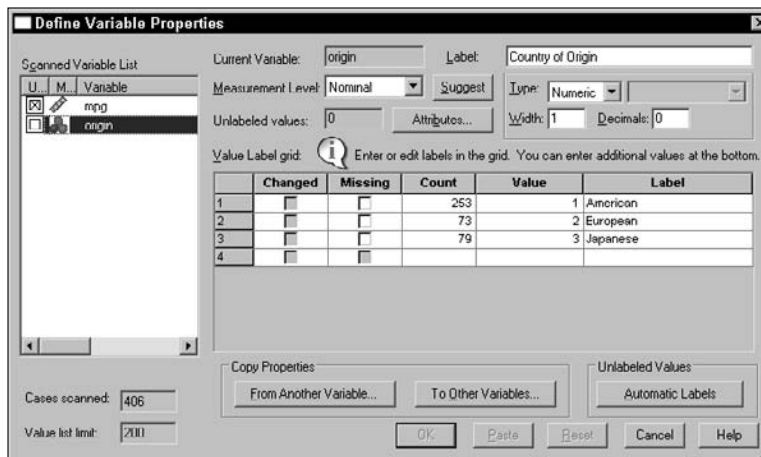 Define Variable Properties
Scanned Variable List
U... M... Variable
mpg
origin
Cases scanned: 406
Value list limit: 200
Current Variable: origin Label: Country of Origin
Measurement Level: Nominal Suggest Type: Numeric
Unlabeled values: 0 Attributes... Width: 1 Decimals: 0
Value Label grid: i Enter or edit labels in the grid. You can enter additional values at the bottom.
Changed Missing Count Value Label
1 253 1 American
2 73 2 European
3 79 3 Japanese
4
Copy Properties
From Another Variable... To Other Variables...
Unlabeled Values
Automatic Labels
OK Paste Reset Cancel Help